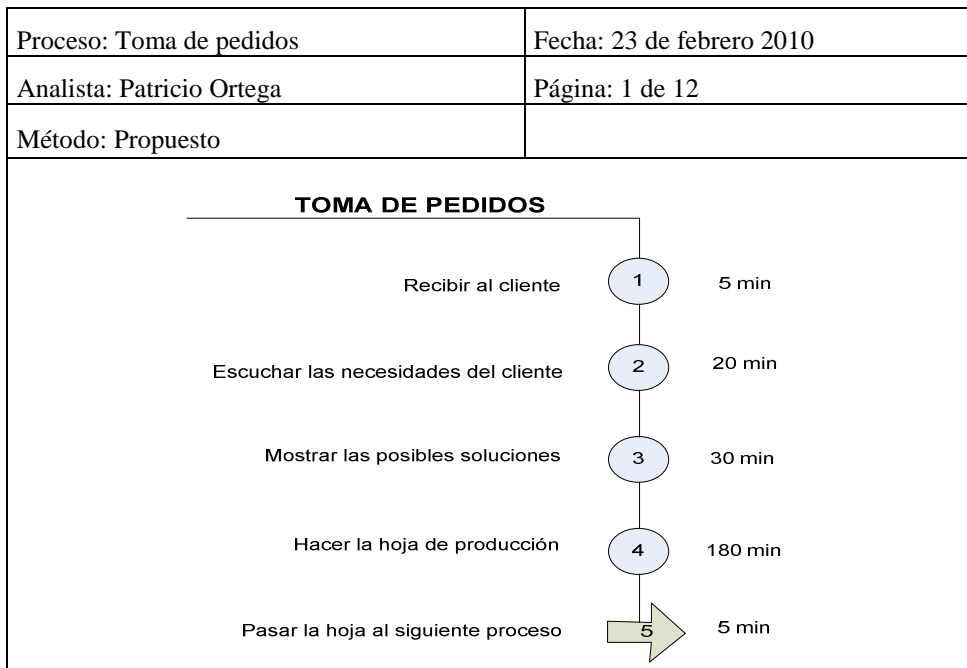 Proceso: Toma de pedidos Fecha: 23 de febrero 2010
Analista: Patricio Ortega Página: 1 de 12
Método: Propuesto
TOMA DE PEDIDOS
Recibir al cliente 1 5 min
Escuchar las necesidades del cliente 2 20 min
Mostrar las posibles soluciones 3 30 min
Hacer la hoja de producción 4 180 min
Pasar la hoja al siguiente proceso 5 5 min